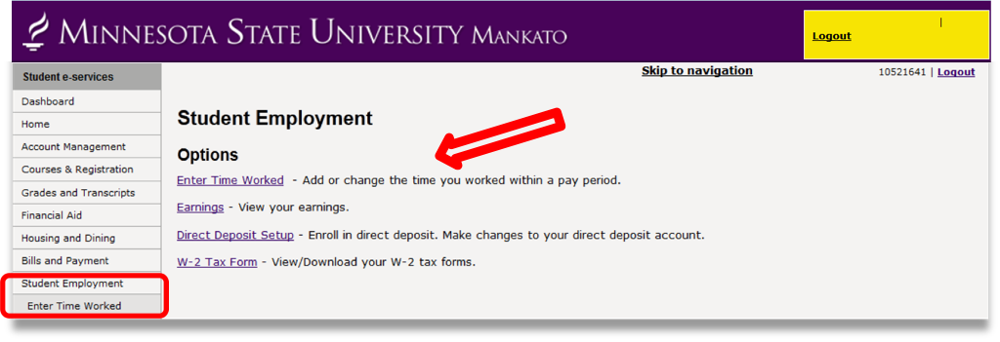 MINNESOTA STATE UNIVERSITY MANKATO
Logout
Skip to navigation
10521641 | Logout
Student e-services
Dashboard
Home
Account Management
Courses & Registration
Grades and Transcripts
Financial Aid
Housing and Dining
Bills and Payment
Student Employment
Enter Time Worked
Student Employment
Options
Enter Time Worked - Add or change the time you worked within a pay period.
Earnings - View your earnings.
Direct Deposit Setup - Enroll in direct deposit. Make changes to your direct deposit account.
W-2 Tax Form - View/Download your W-2 tax forms.